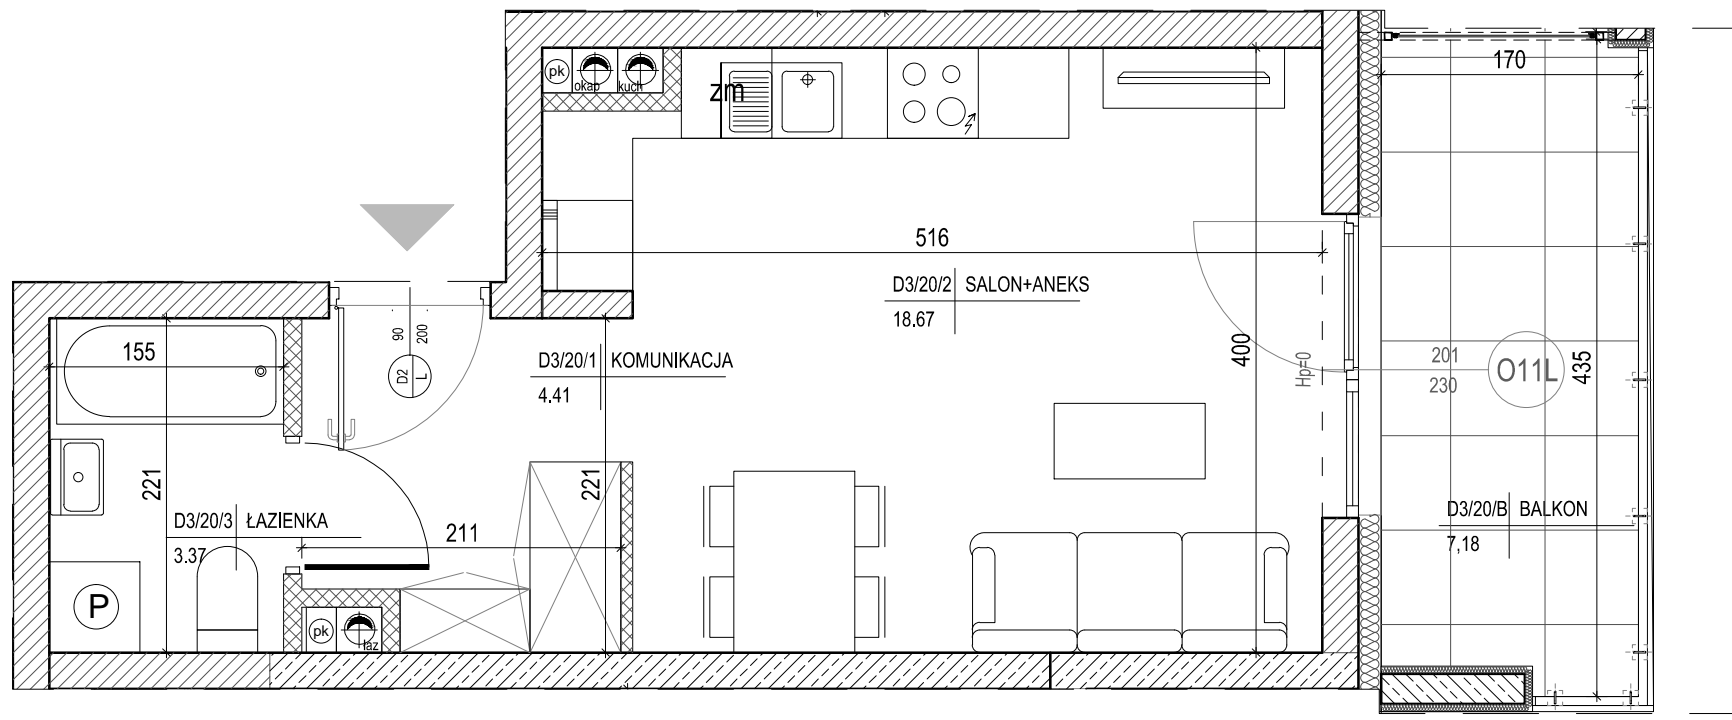 170
pk
okap
kuch
zm
516
D3/20/2 SALON+ANEKS
18.67
90
200
D2
L
155
D3/20/1 KOMUNIKACJA
4.41
400
Hp=0
201
230
O11L
435
221
221
D3/20/3 ŁAZIENKA
3.37
211
D3/20/B BALKON
7,18
P
pk
łaz